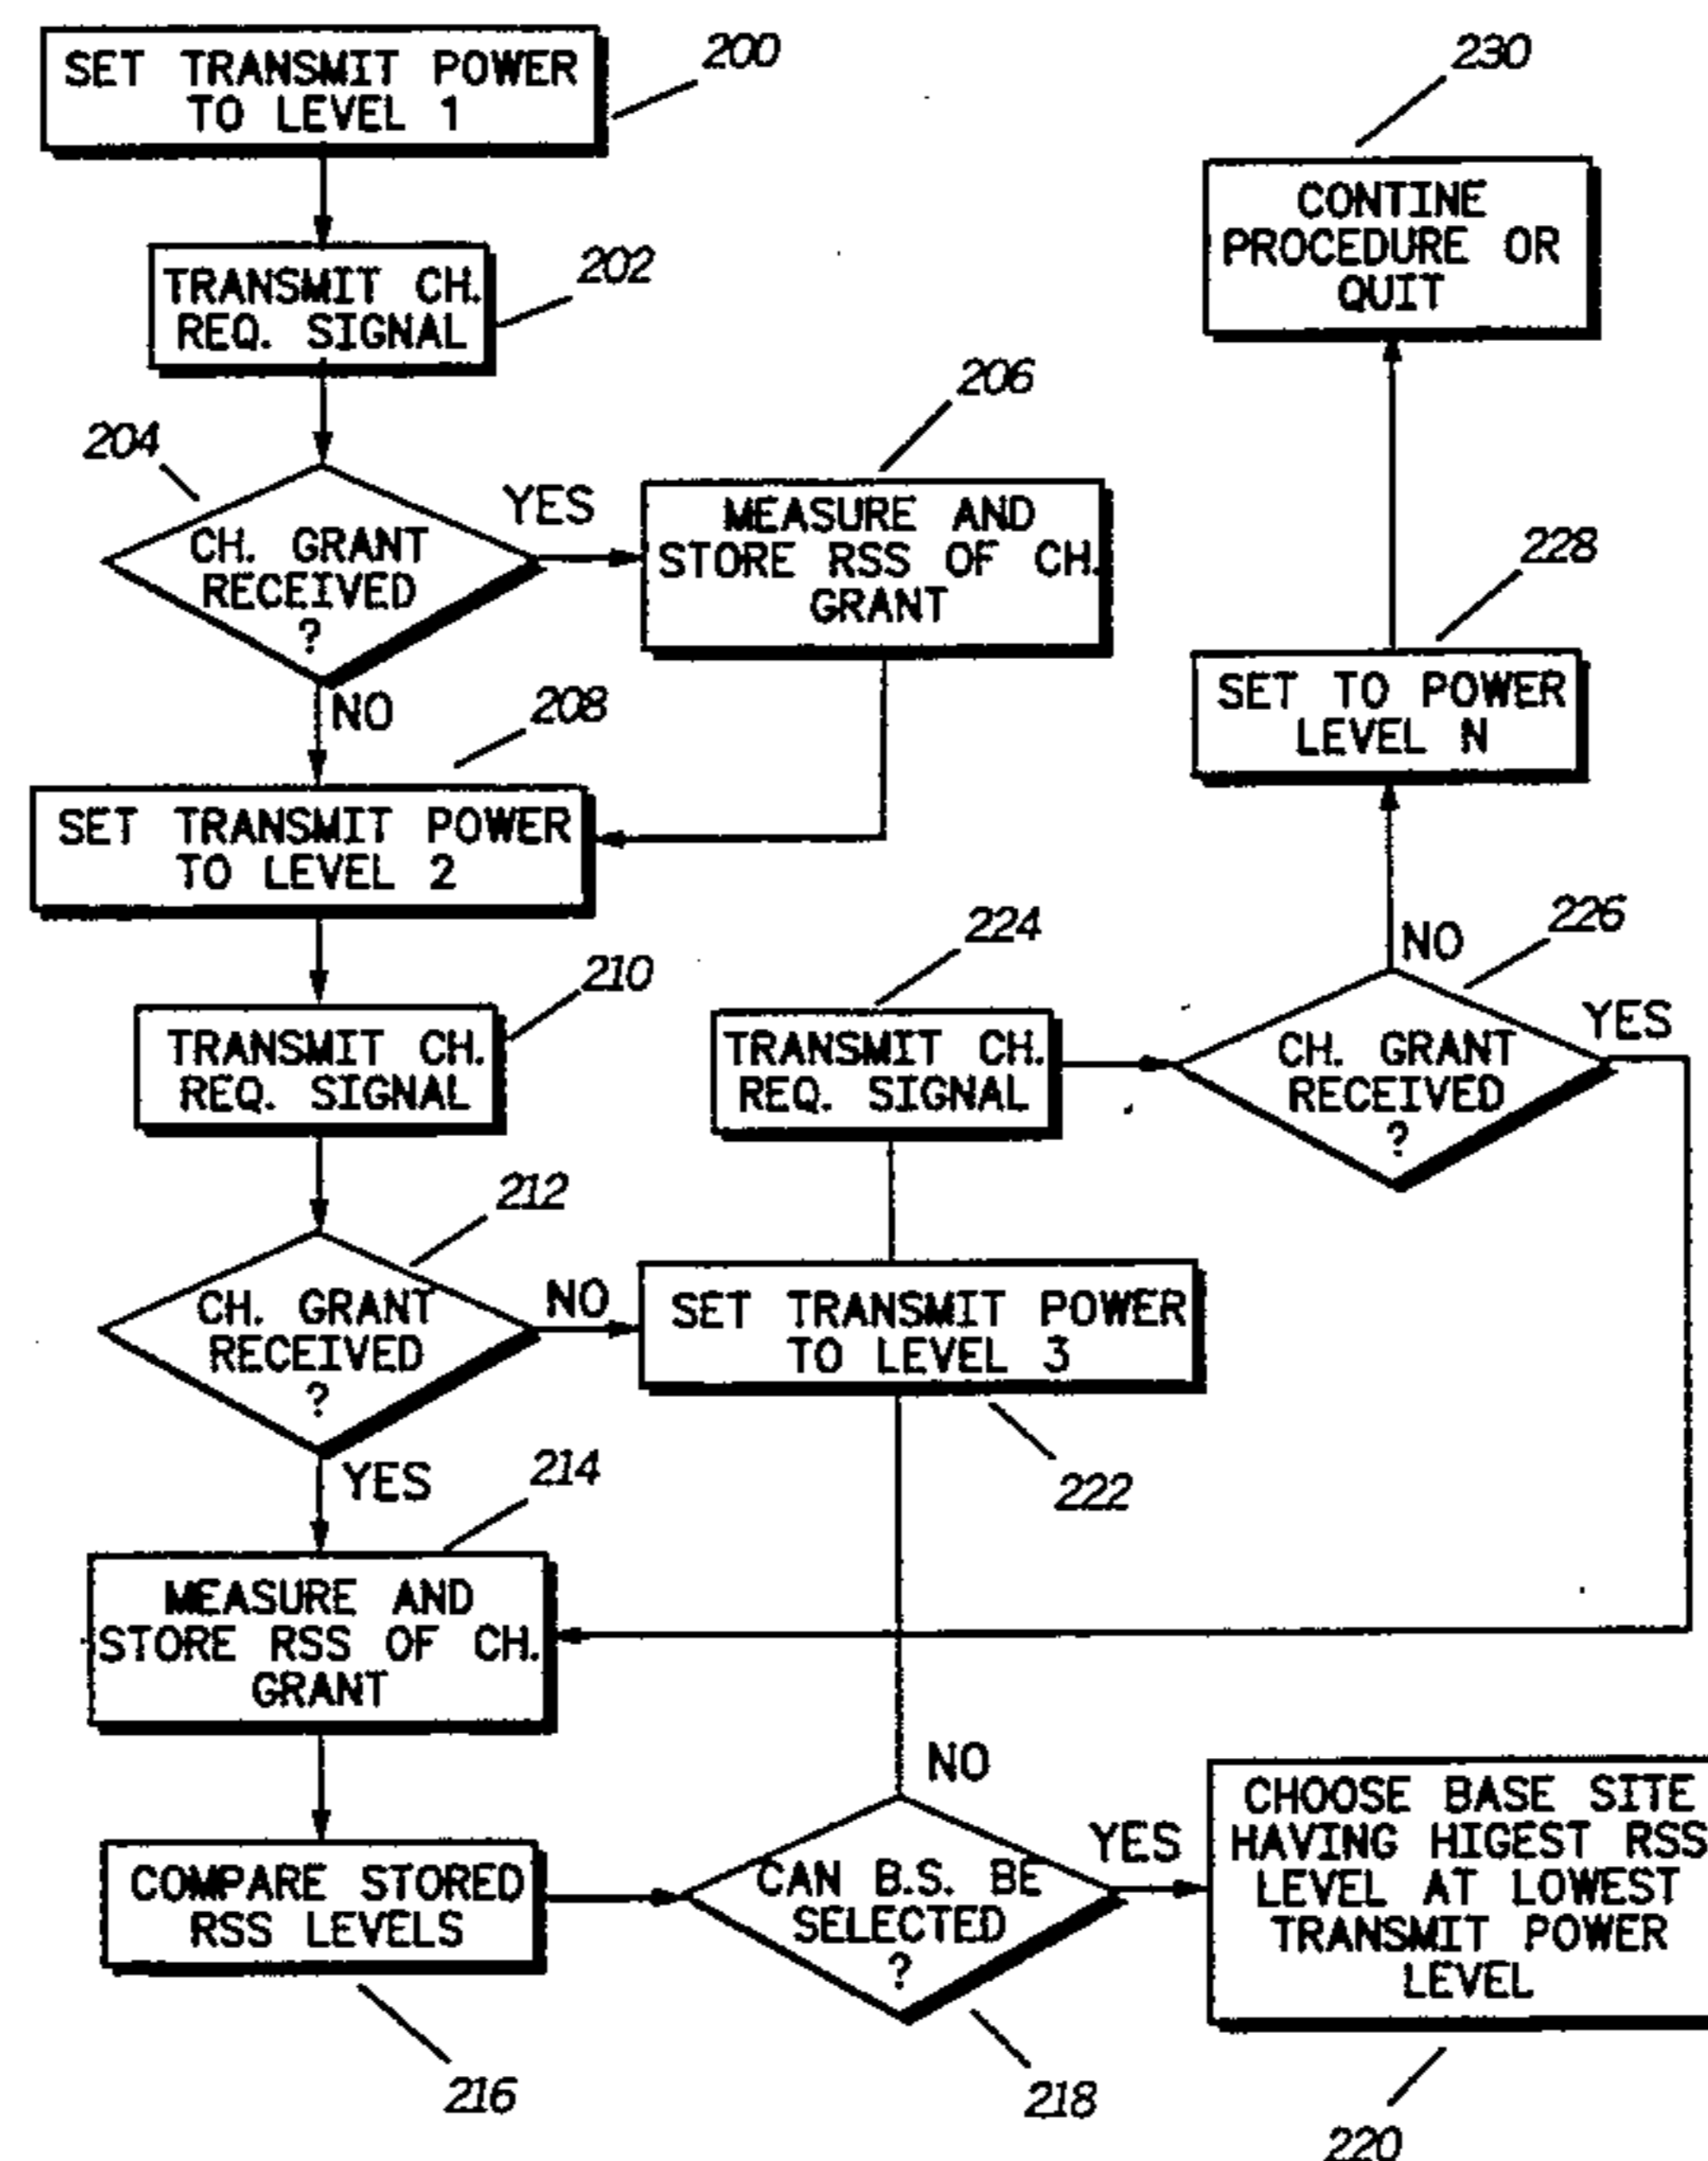 SET TRANSMIT POWER
TO LEVEL 1
200
TRANSMIT CH.
REQ. SIGNAL
202
204
CH. GRANT
RECEIVED
?
YES
NO
206
MEASURE AND
STORE RSS OF CH.
GRANT
208
SET TRANSMIT POWER
TO LEVEL 2
210
TRANSMIT CH.
REQ. SIGNAL
212
CH. GRANT
RECEIVED
?
NO
YES
214
MEASURE AND
STORE RSS OF CH.
GRANT
COMPARE STORED
RSS LEVELS
216
NO
CAN B.S. BE
SELECTED
?
YES
218
CHOOSE BASE SITE
HAVING HIGEST RSS
LEVEL AT LOWEST
TRANSMIT POWER
LEVEL
220
SET TRANSMIT POWER
TO LEVEL 3
222
224
TRANSMIT CH.
REQ. SIGNAL
226
CH. GRANT
RECEIVED
?
NO
YES
228
SET TO POWER
LEVEL N
230
CONTINE
PROCEDURE OR
QUIT